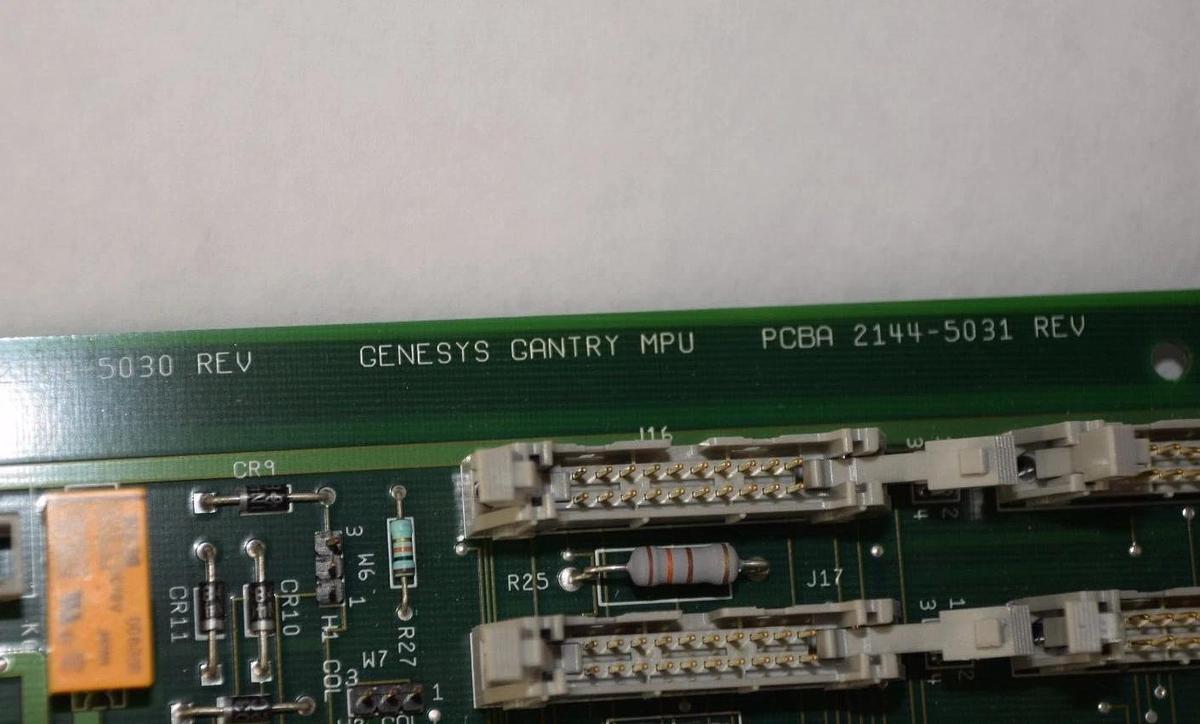 5030 REV GENESYS GANTRY MPU PCBA 2144-5031 REV
J16
CR9
3
W6
1
R25
J17
CR11
CR10
H1
COL
R27
W7
3
1
K